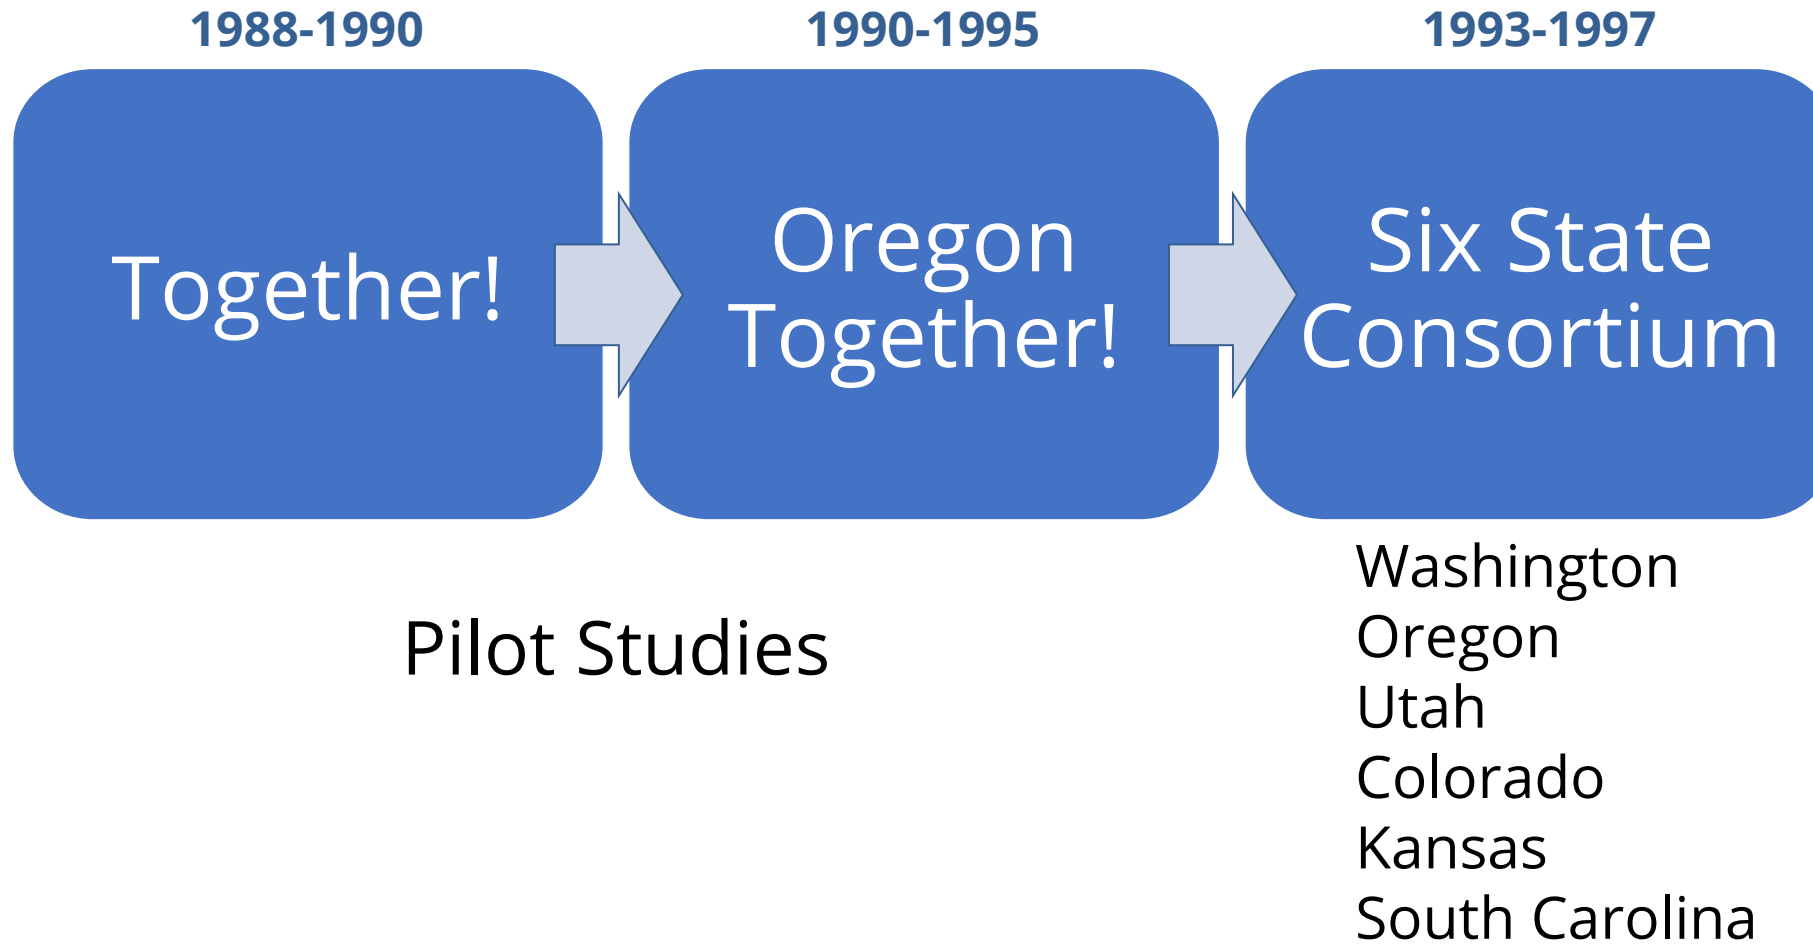 1988-1990
1990-1995
1993-1997
Together!
Oregon
Together!
Six State
Consortium
Pilot Studies
Washington
Oregon
Utah
Colorado
Kansas
South Carolina